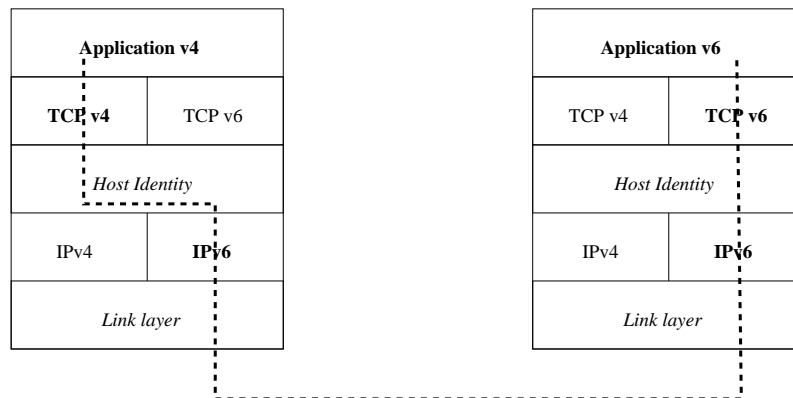 Application v4
TCP v4 TCP v6
Host Identity
IPv4 IPv6
Link layer
Application v6
TCP v4 TCP v6
Host Identity
IPv4 IPv6
Link layer